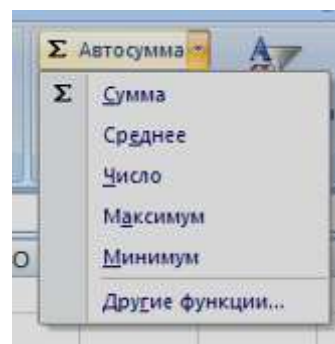 Σ Автосумма
Σ Сумма
Среднее
Число
Максимум
Минимум
Другие функции...